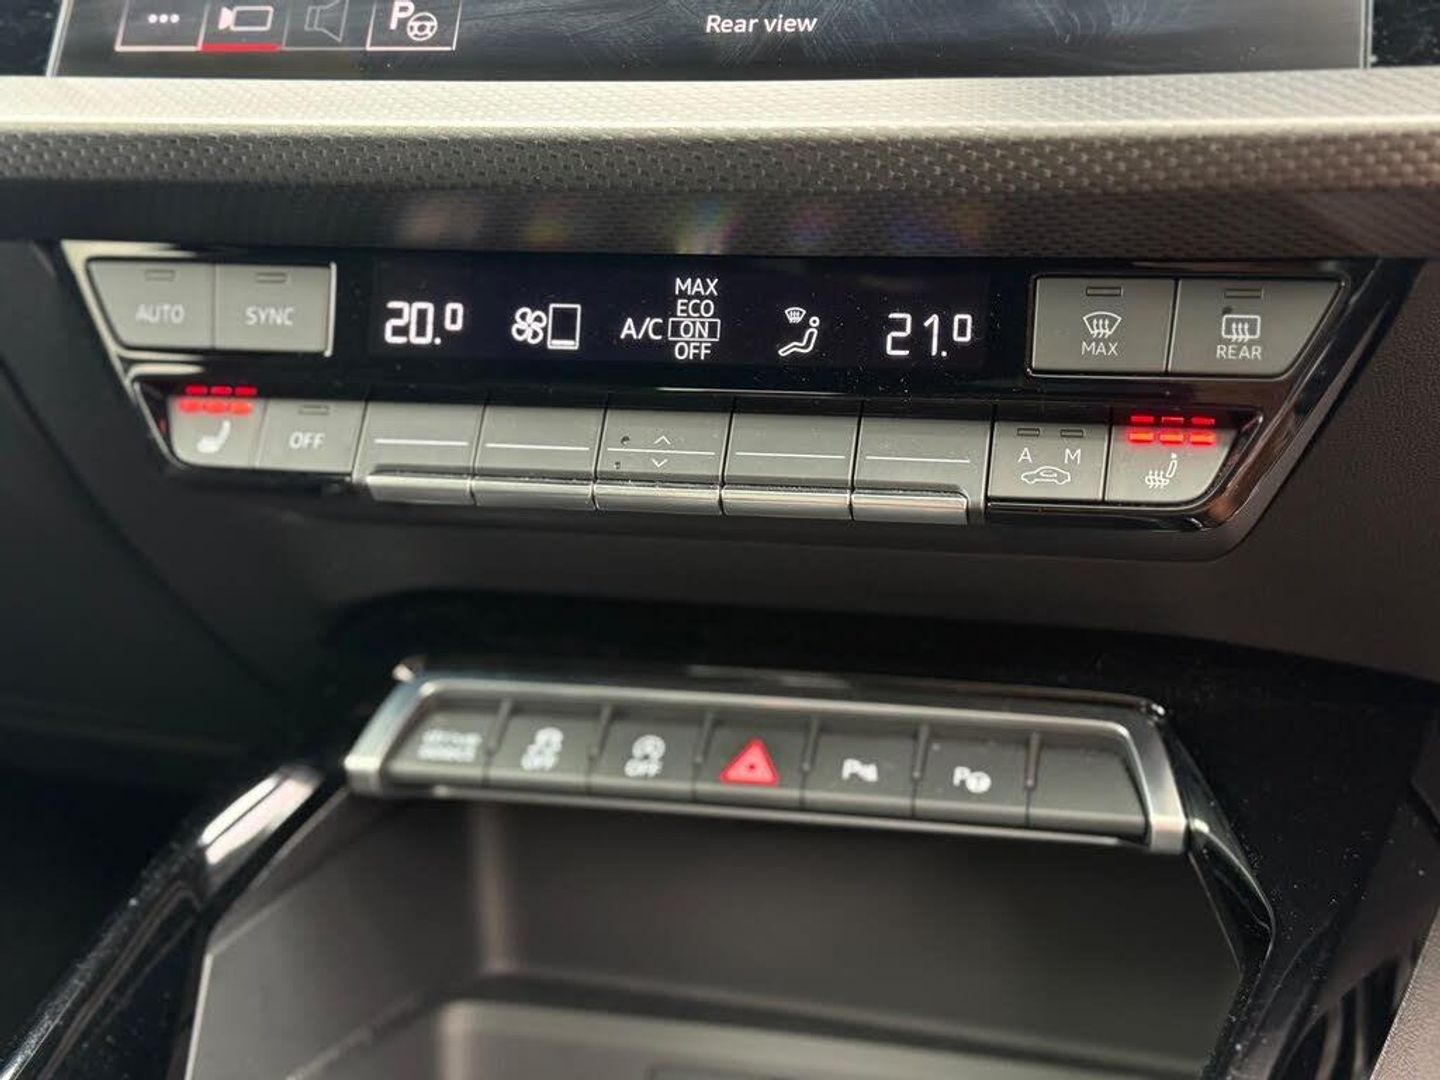 P
Rear view
AUTO
SYNC
20.0
A/C
MAX
ECO
ON
OFF
21.0
MAX
REAR
OFF
A M
OFF
OFF
P
P